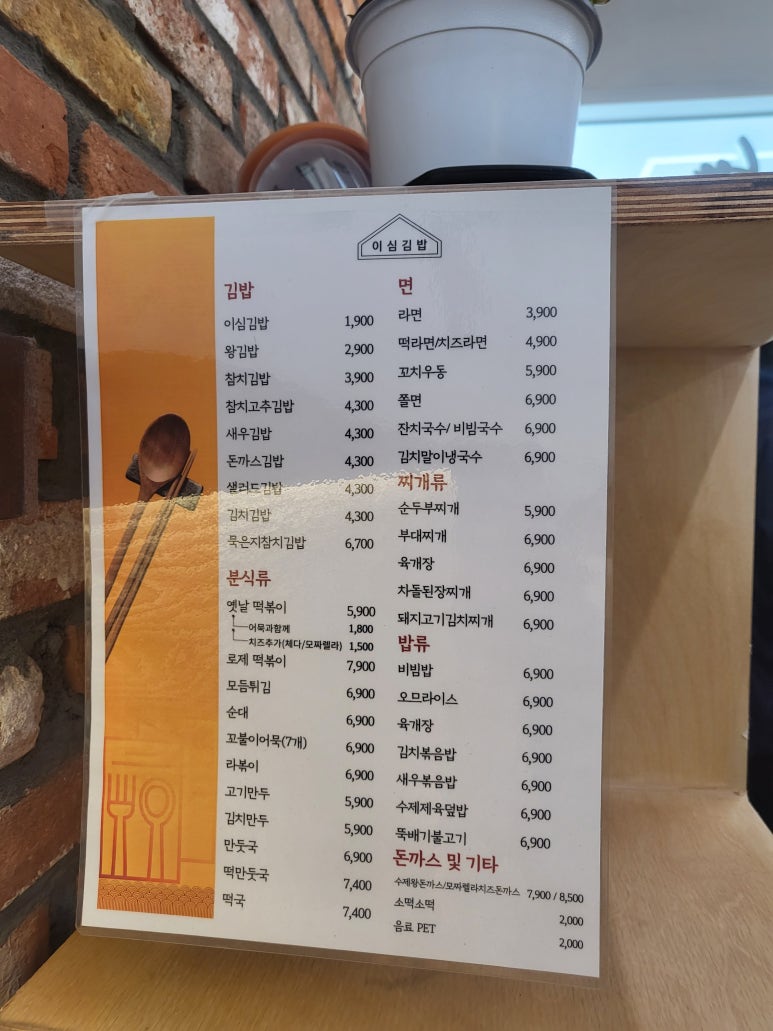 이심김밥
김밥
이심김밥 1,900
왕김밥 2,900
참치김밥 3,900
참치고추김밥 4,300
새우김밥 4,300
돈까스김밥 4,300
샐러드김밥 4,300
김치김밥 4,300
묵은지참치김밥 6,700
분식류
옛날 떡볶이 5,900
어묵과함께 1,800
치즈추가(체다/모짜렐라) 1,500
로제 떡볶이 7,900
모듬튀김 6,900
순대 6,900
꼬불이어묵(7개) 6,900
라볶이 6,900
고기만두 5,900
김치만두 5,900
만둣국 6,900
떡만둣국 7,400
떡국 7,400
면
라면 3,900
떡라면/치즈라면 4,900
꼬치우동 5,900
쫄면 6,900
잔치국수/ 비빔국수 6,900
김치말이냉국수 6,900
찌개류
순두부찌개 5,900
부대찌개 6,900
육개장 6,900
차돌된장찌개 6,900
돼지고기김치찌개 6,900
밥류
비빔밥 6,900
오므라이스 6,900
육개장 6,900
김치볶음밥 6,900
새우볶음밥 6,900
수제제육덮밥 6,900
뚝배기불고기 6,900
돈까스 및 기타
수제왕돈까스/모짜렐라치즈돈까스 7,900 / 8,500
소떡소떡 2,000
음료 PET 2,000